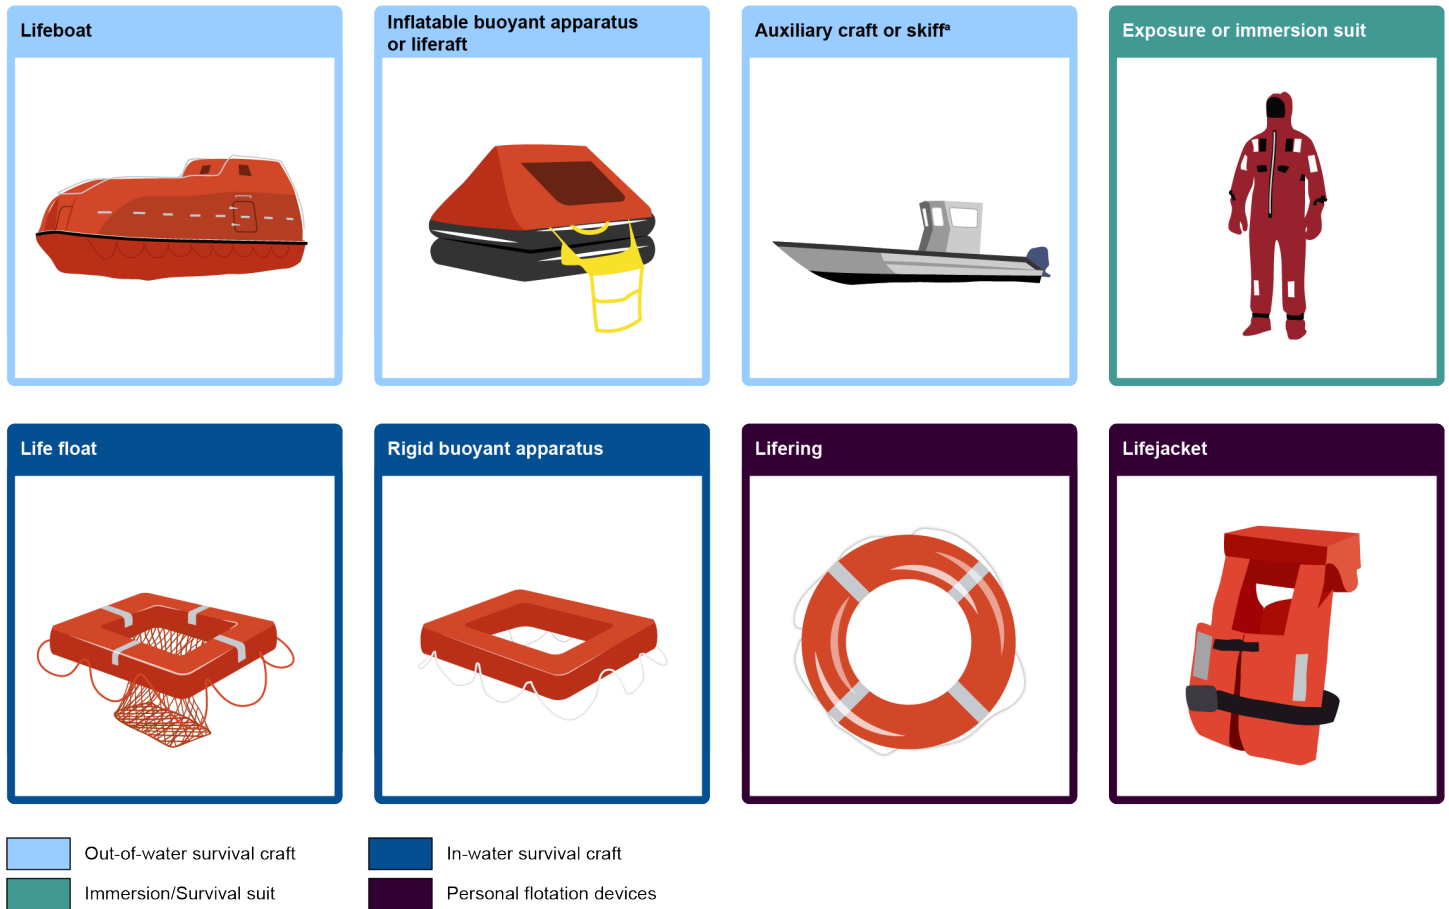 Lifeboat
Inflatable buoyant apparatus
or liferaft
Auxiliary craft or skiffᵃ
Exposure or immersion suit
Life float
Rigid buoyant apparatus
Lifering
Lifejacket
Out-of-water survival craft
In-water survival craft
Immersion/Survival suit
Personal flotation devices